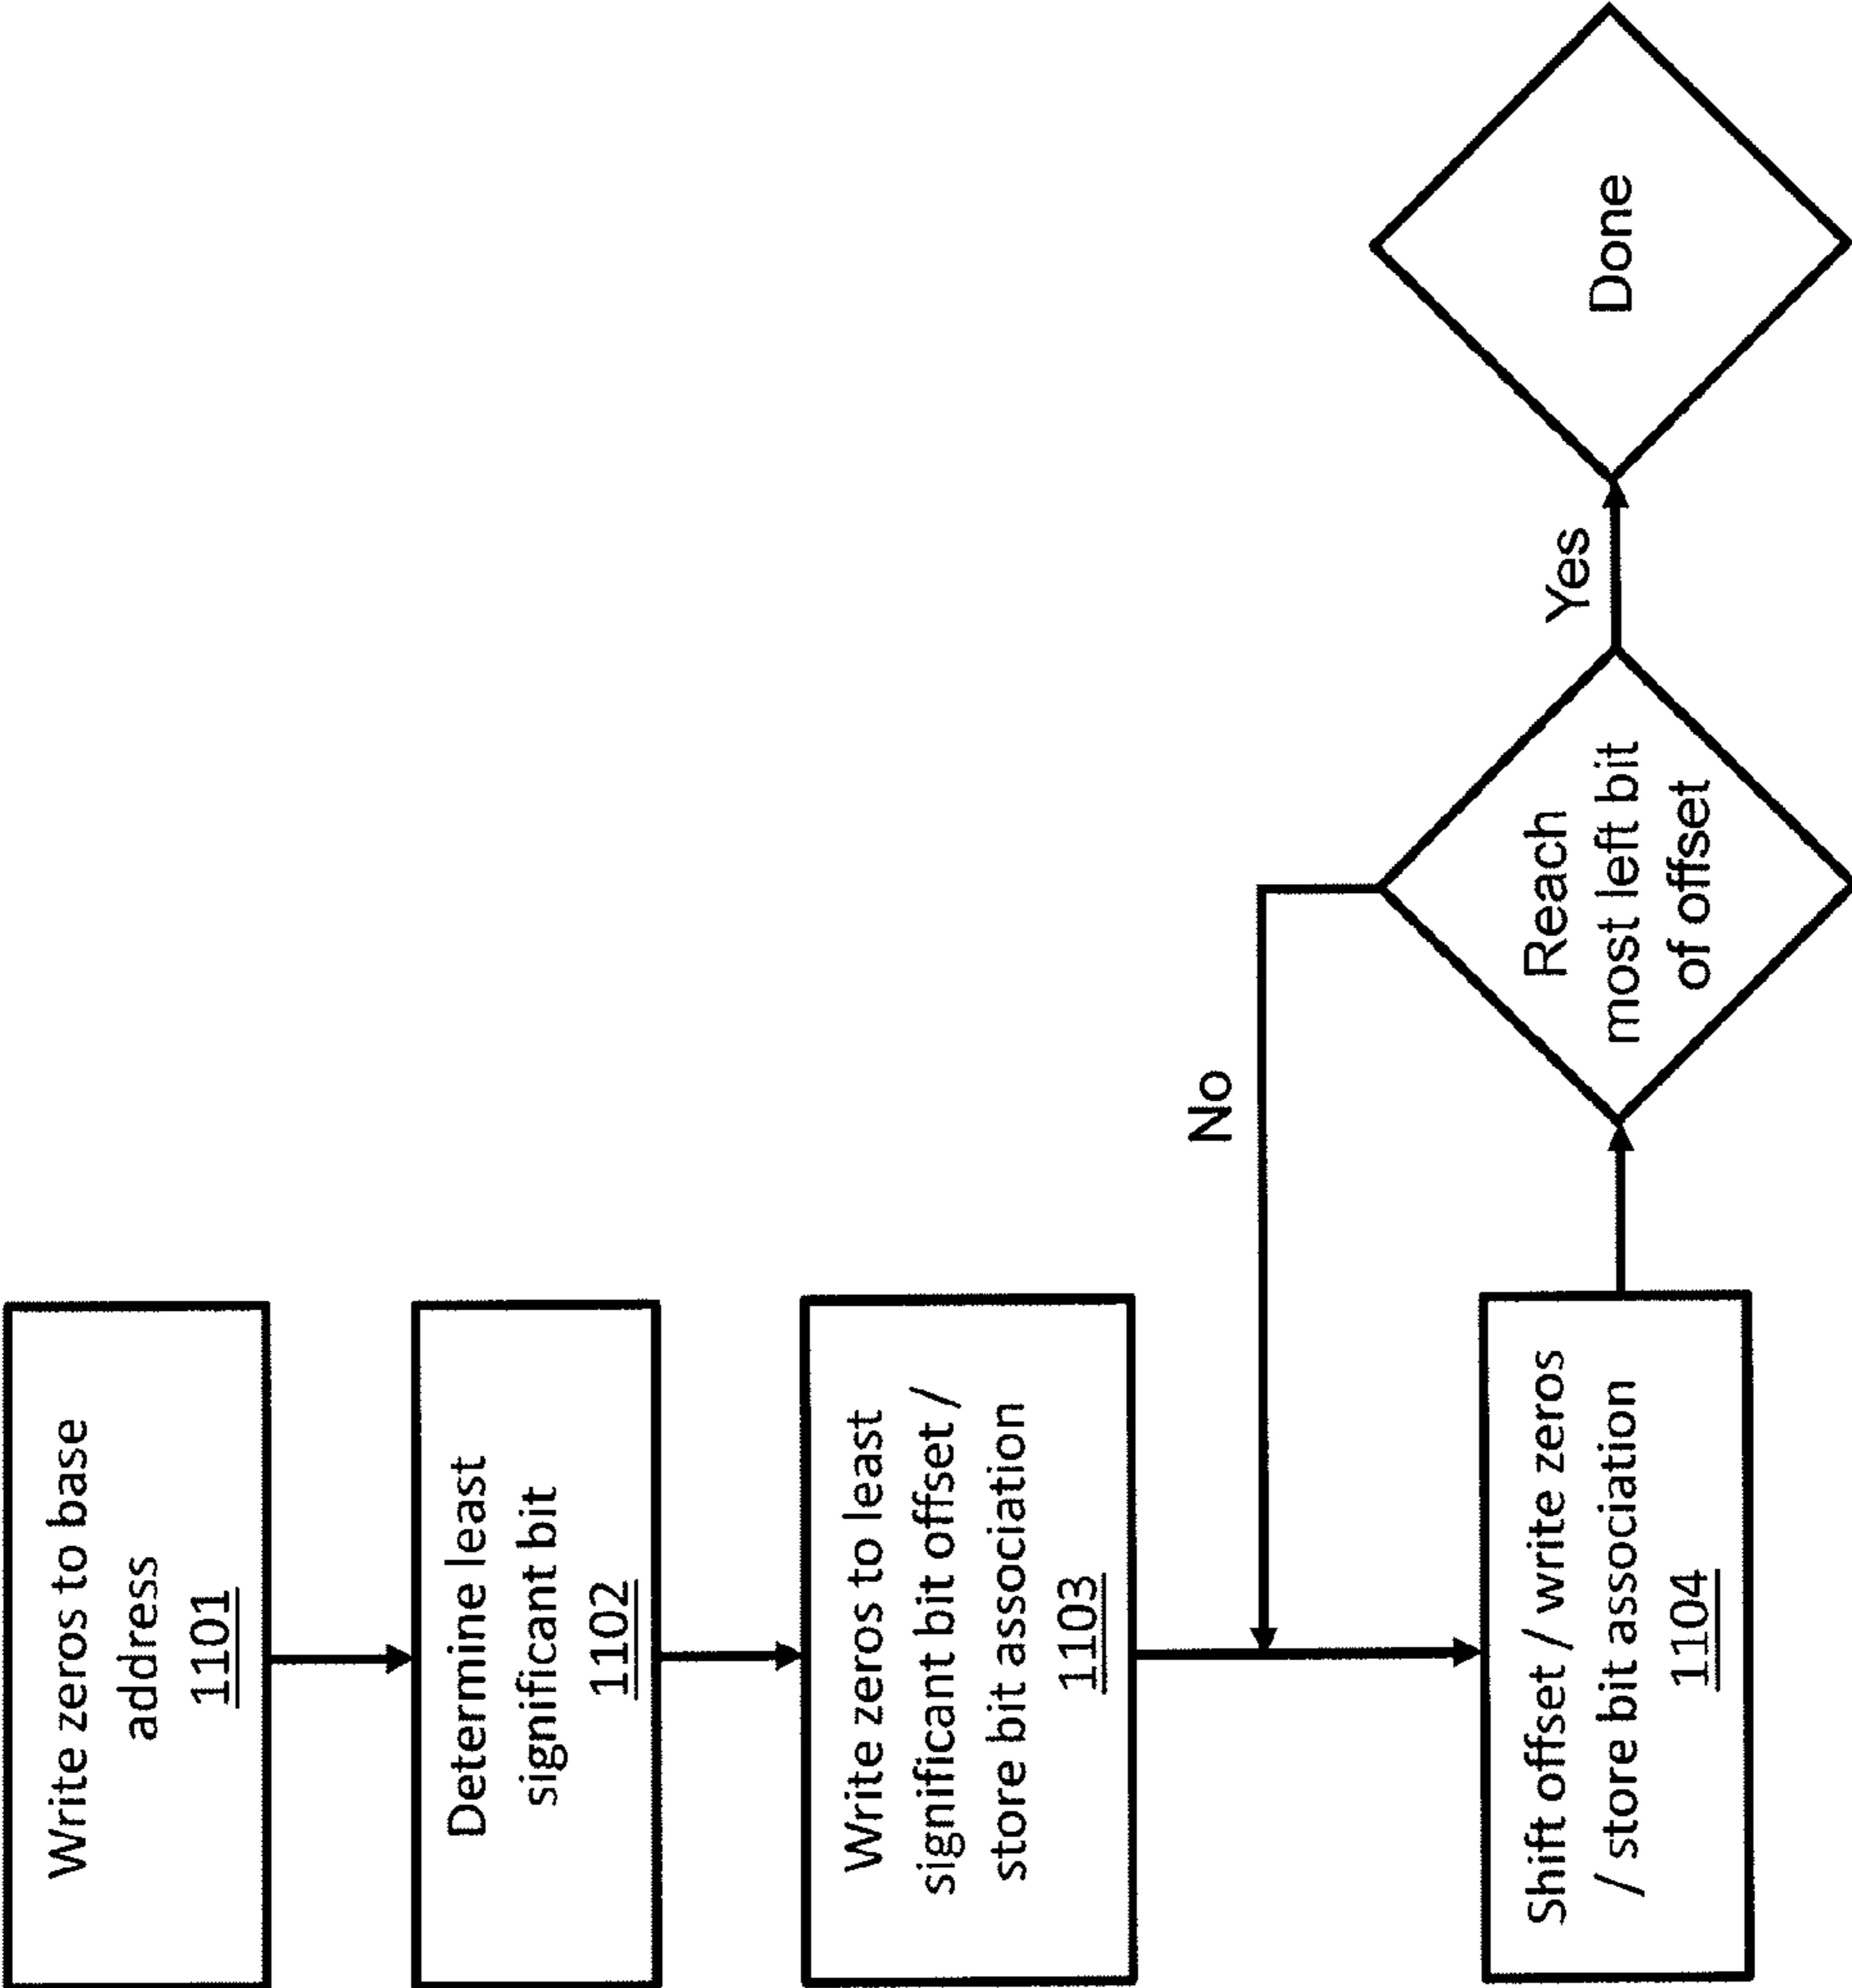 Write zeros to base
address
1101
Determine least
significant bit
1102
Write zeros to least
significant bit offset /
store bit association
1103
Shift offset / write zeros
/ store bit association
1104
No
Reach
most left bit
of offset
Yes
Done